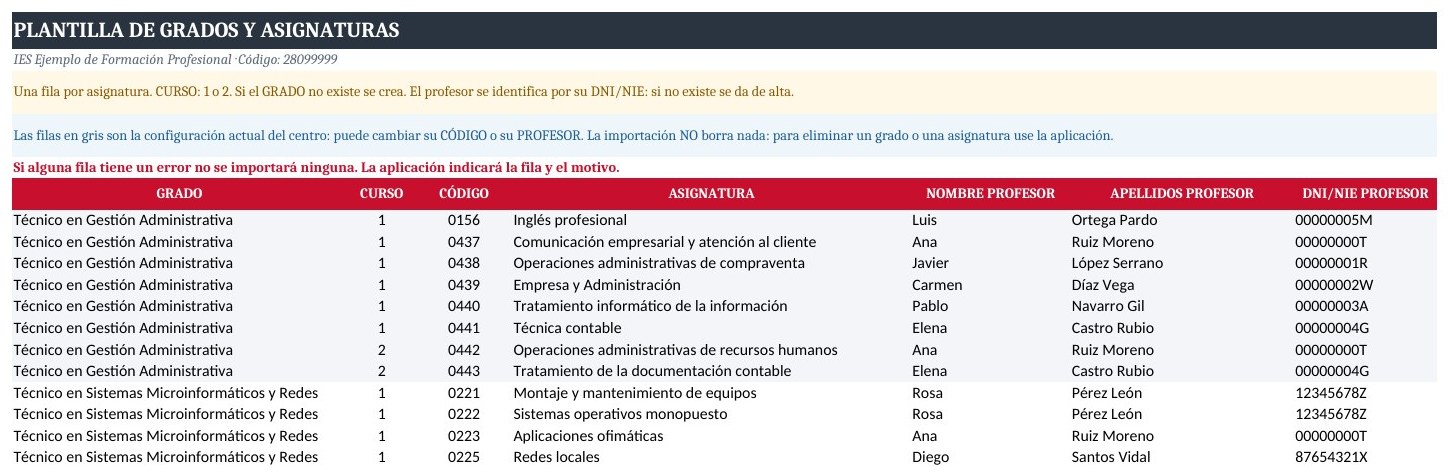 PLANTILLA DE GRADOS Y ASIGNATURAS
IES Ejemplo de Formación Profesional · Código: 28099999
Una fila por asignatura. CURSO: 1 o 2. Si el GRADO no existe se crea. El profesor se identifica por su DNI/NIE: si no existe se da de alta.
Las filas en gris son la configuración actual del centro: puede cambiar su CÓDIGO o su PROFESOR. La importación NO borra nada: para eliminar un grado o una asignatura use la aplicación.
Si alguna fila tiene un error no se importará ninguna. La aplicación indicará la fila y el motivo.
GRADO CURSO CÓDIGO ASIGNATURA NOMBRE PROFESOR APELLIDOS PROFESOR DNI/NIE PROFESOR
Técnico en Gestión Administrativa 1 0156 Inglés profesional Luis Ortega Pardo 00000005M
Técnico en Gestión Administrativa 1 0437 Comunicación empresarial y atención al cliente Ana Ruiz Moreno 00000000T
Técnico en Gestión Administrativa 1 0438 Operaciones administrativas de compraventa Javier López Serrano 00000001R
Técnico en Gestión Administrativa 1 0439 Empresa y Administración Carmen Díaz Vega 00000002W
Técnico en Gestión Administrativa 1 0440 Tratamiento informático de la información Pablo Navarro Gil 00000003A
Técnico en Gestión Administrativa 1 0441 Técnica contable Elena Castro Rubio 00000004G
Técnico en Gestión Administrativa 2 0442 Operaciones administrativas de recursos humanos Ana Ruiz Moreno 00000000T
Técnico en Gestión Administrativa 2 0443 Tratamiento de la documentación contable Elena Castro Rubio 00000004G
Técnico en Sistemas Microinformáticos y Redes 1 0221 Montaje y mantenimiento de equipos Rosa Pérez León 12345678Z
Técnico en Sistemas Microinformáticos y Redes 1 0222 Sistemas operativos monopuesto Rosa Pérez León 12345678Z
Técnico en Sistemas Microinformáticos y Redes 1 0223 Aplicaciones ofimáticas Ana Ruiz Moreno 00000000T
Técnico en Sistemas Microinformáticos y Redes 1 0225 Redes locales Diego Santos Vidal 87654321X